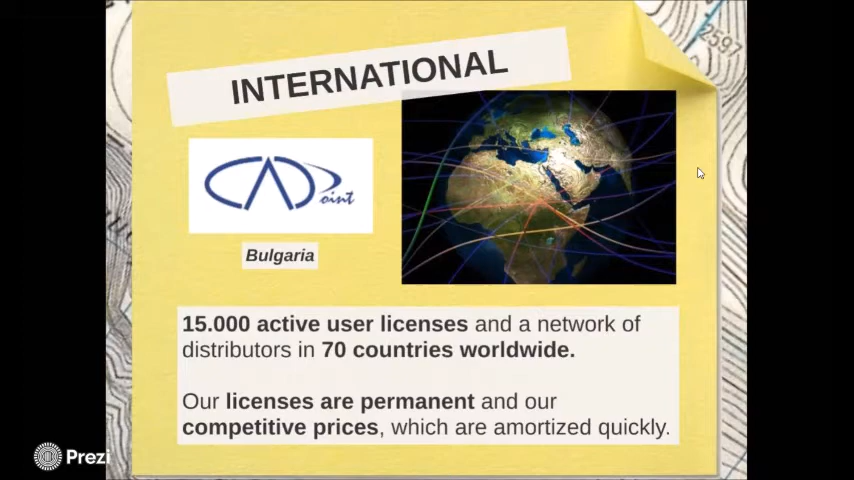 2597
INTERNATIONAL
CADPoint
Bulgaria
15.000 active user licenses and a network of
distributors in 70 countries worldwide.
Our licenses are permanent and our
competitive prices, which are amortized quickly.
Prezi